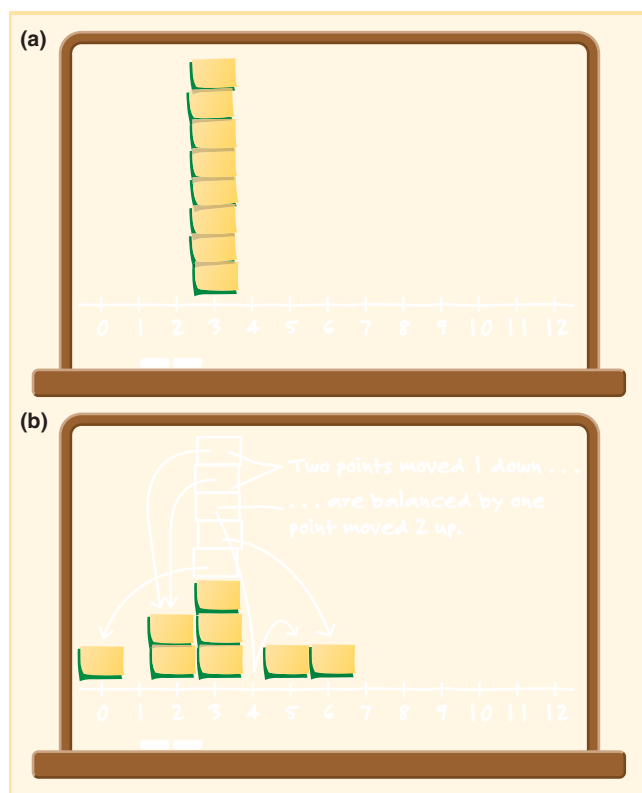 (a)
0 1 2 3 4 5 6 7 8 9 10 11 12
(b)
Two points moved 1 down . . .
. . . are balanced by one
point moved 2 up.
0 1 2 3 4 5 6 7 8 9 10 11 12